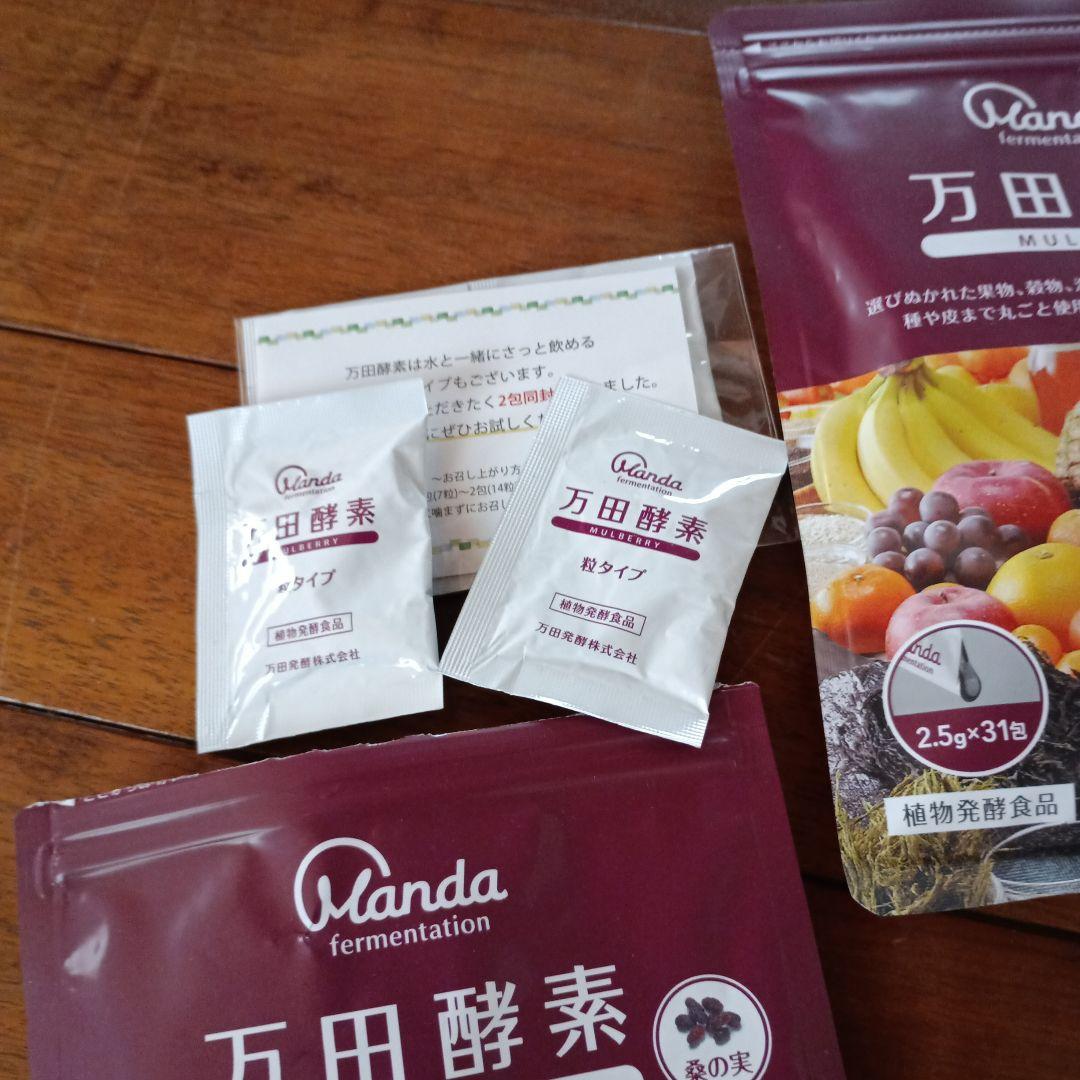 Manda
fermentation
万田
MUL
選びぬかれた果物、穀物、
種や皮まで丸ごと使用
Manda
fermentation
2.5g×31包
植物発酵食品
万田酵素は水と一緒にさっと飲める
イプもございます。
だきたく2包同封 ました。
にぜひお試しくだ
～お召し上がり方
包(7粒)～2包(14粒
噛まずにお召し
Manda
fermentation
万田酵素
MULBERRY
粒タイプ
植物発酵食品
万田発酵株式会社
Manda
fermentation
万田酵素
MULBERRY
粒タイプ
植物発酵食品
万田発酵株式会社
Manda
fermentation
万田酵素
桑の実